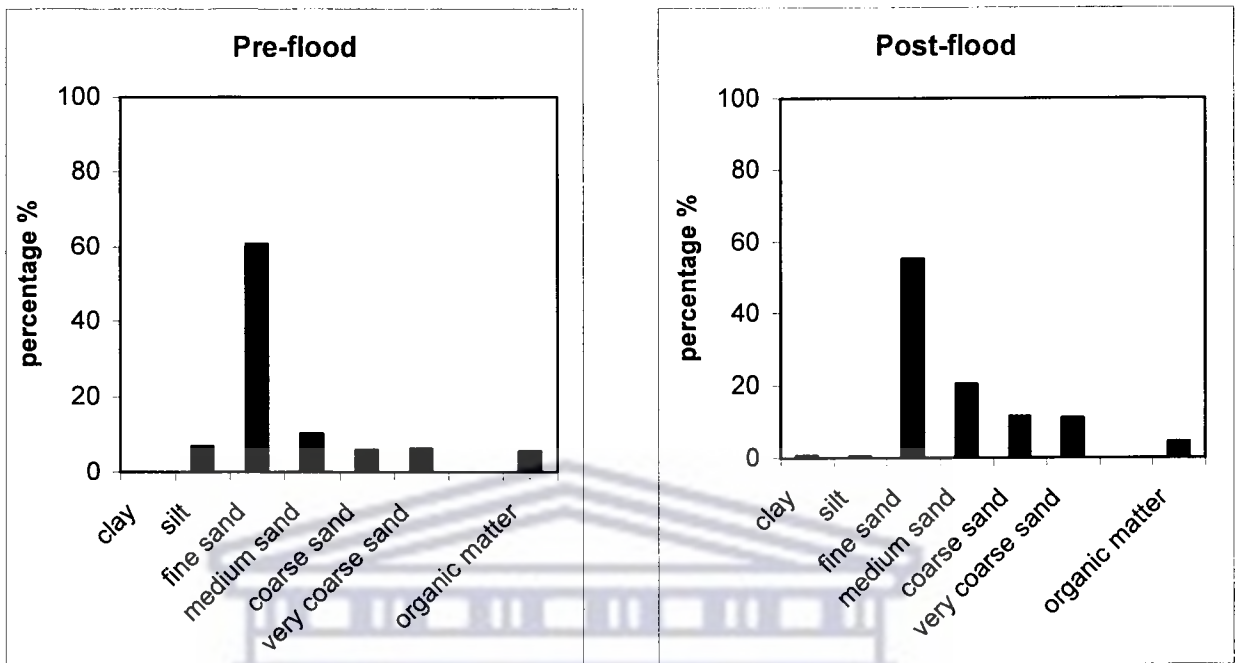 Pre-flood
percentage %
100
80
60
40
20
0
clay
silt
fine sand
medium sand
coarse sand
very coarse sand
organic matter
Post-flood
percentage %
100
80
60
40
20
0
clay
silt
fine sand
medium sand
coarse sand
very coarse sand
organic matter